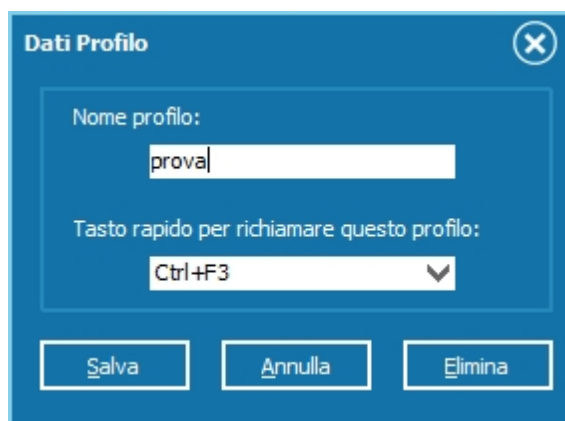 Dati Profilo
Nome profilo:
prova
Tasto rapido per richiamare questo profilo:
Ctrl+F3
Salva Annulla Elimina